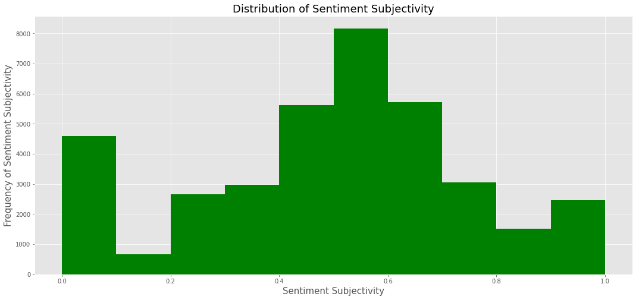 Distribution of Sentiment Subjectivity
Frequency of Sentiment Subjectivity
8000
7000
6000
5000
4000
3000
2000
1000
0
0.0 0.2 0.4 0.6 0.8 1.0
Sentiment Subjectivity